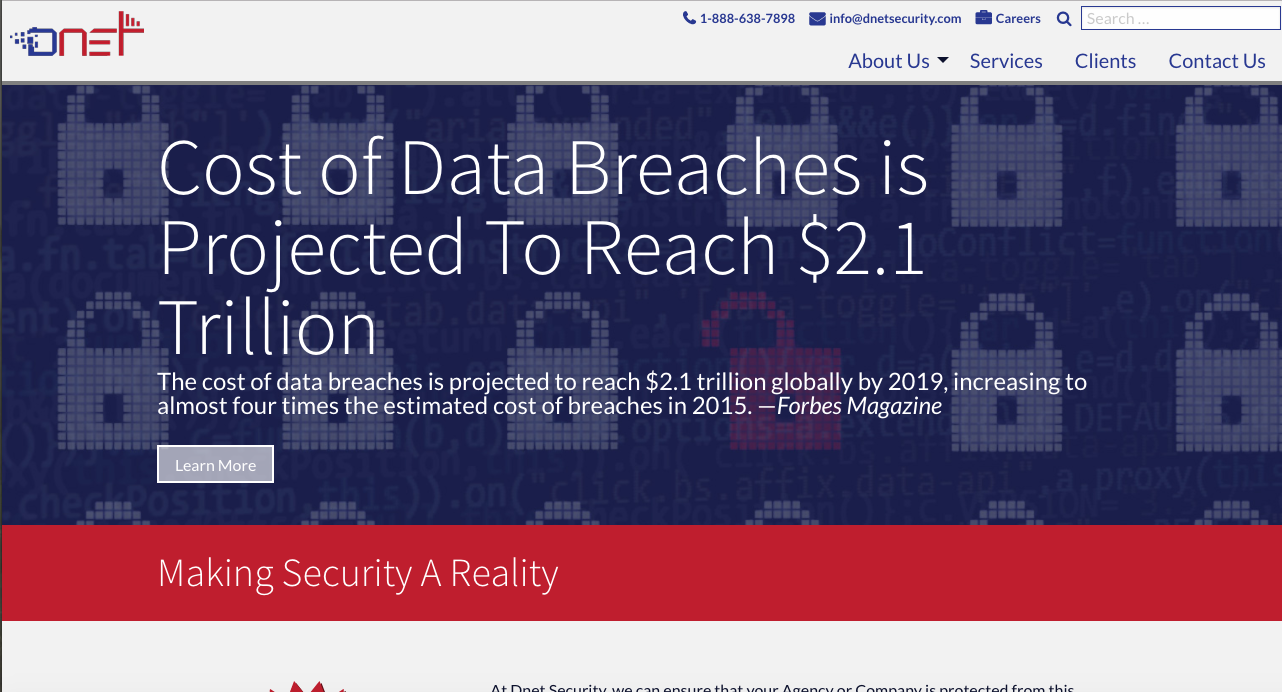 Dnet
1-888-638-7898 info@dnetsecurity.com Careers Search ...
About Us Services Clients Contact Us
Cost of Data Breaches is
Projected To Reach $2.1
Trillion
The cost of data breaches is projected to reach $2.1 trillion globally by 2019, increasing to
almost four times the estimated cost of breaches in 2015. —Forbes Magazine
Learn More
Making Security A Reality
At Dnet Security, we can ensure that your Agency or Company is protected from this